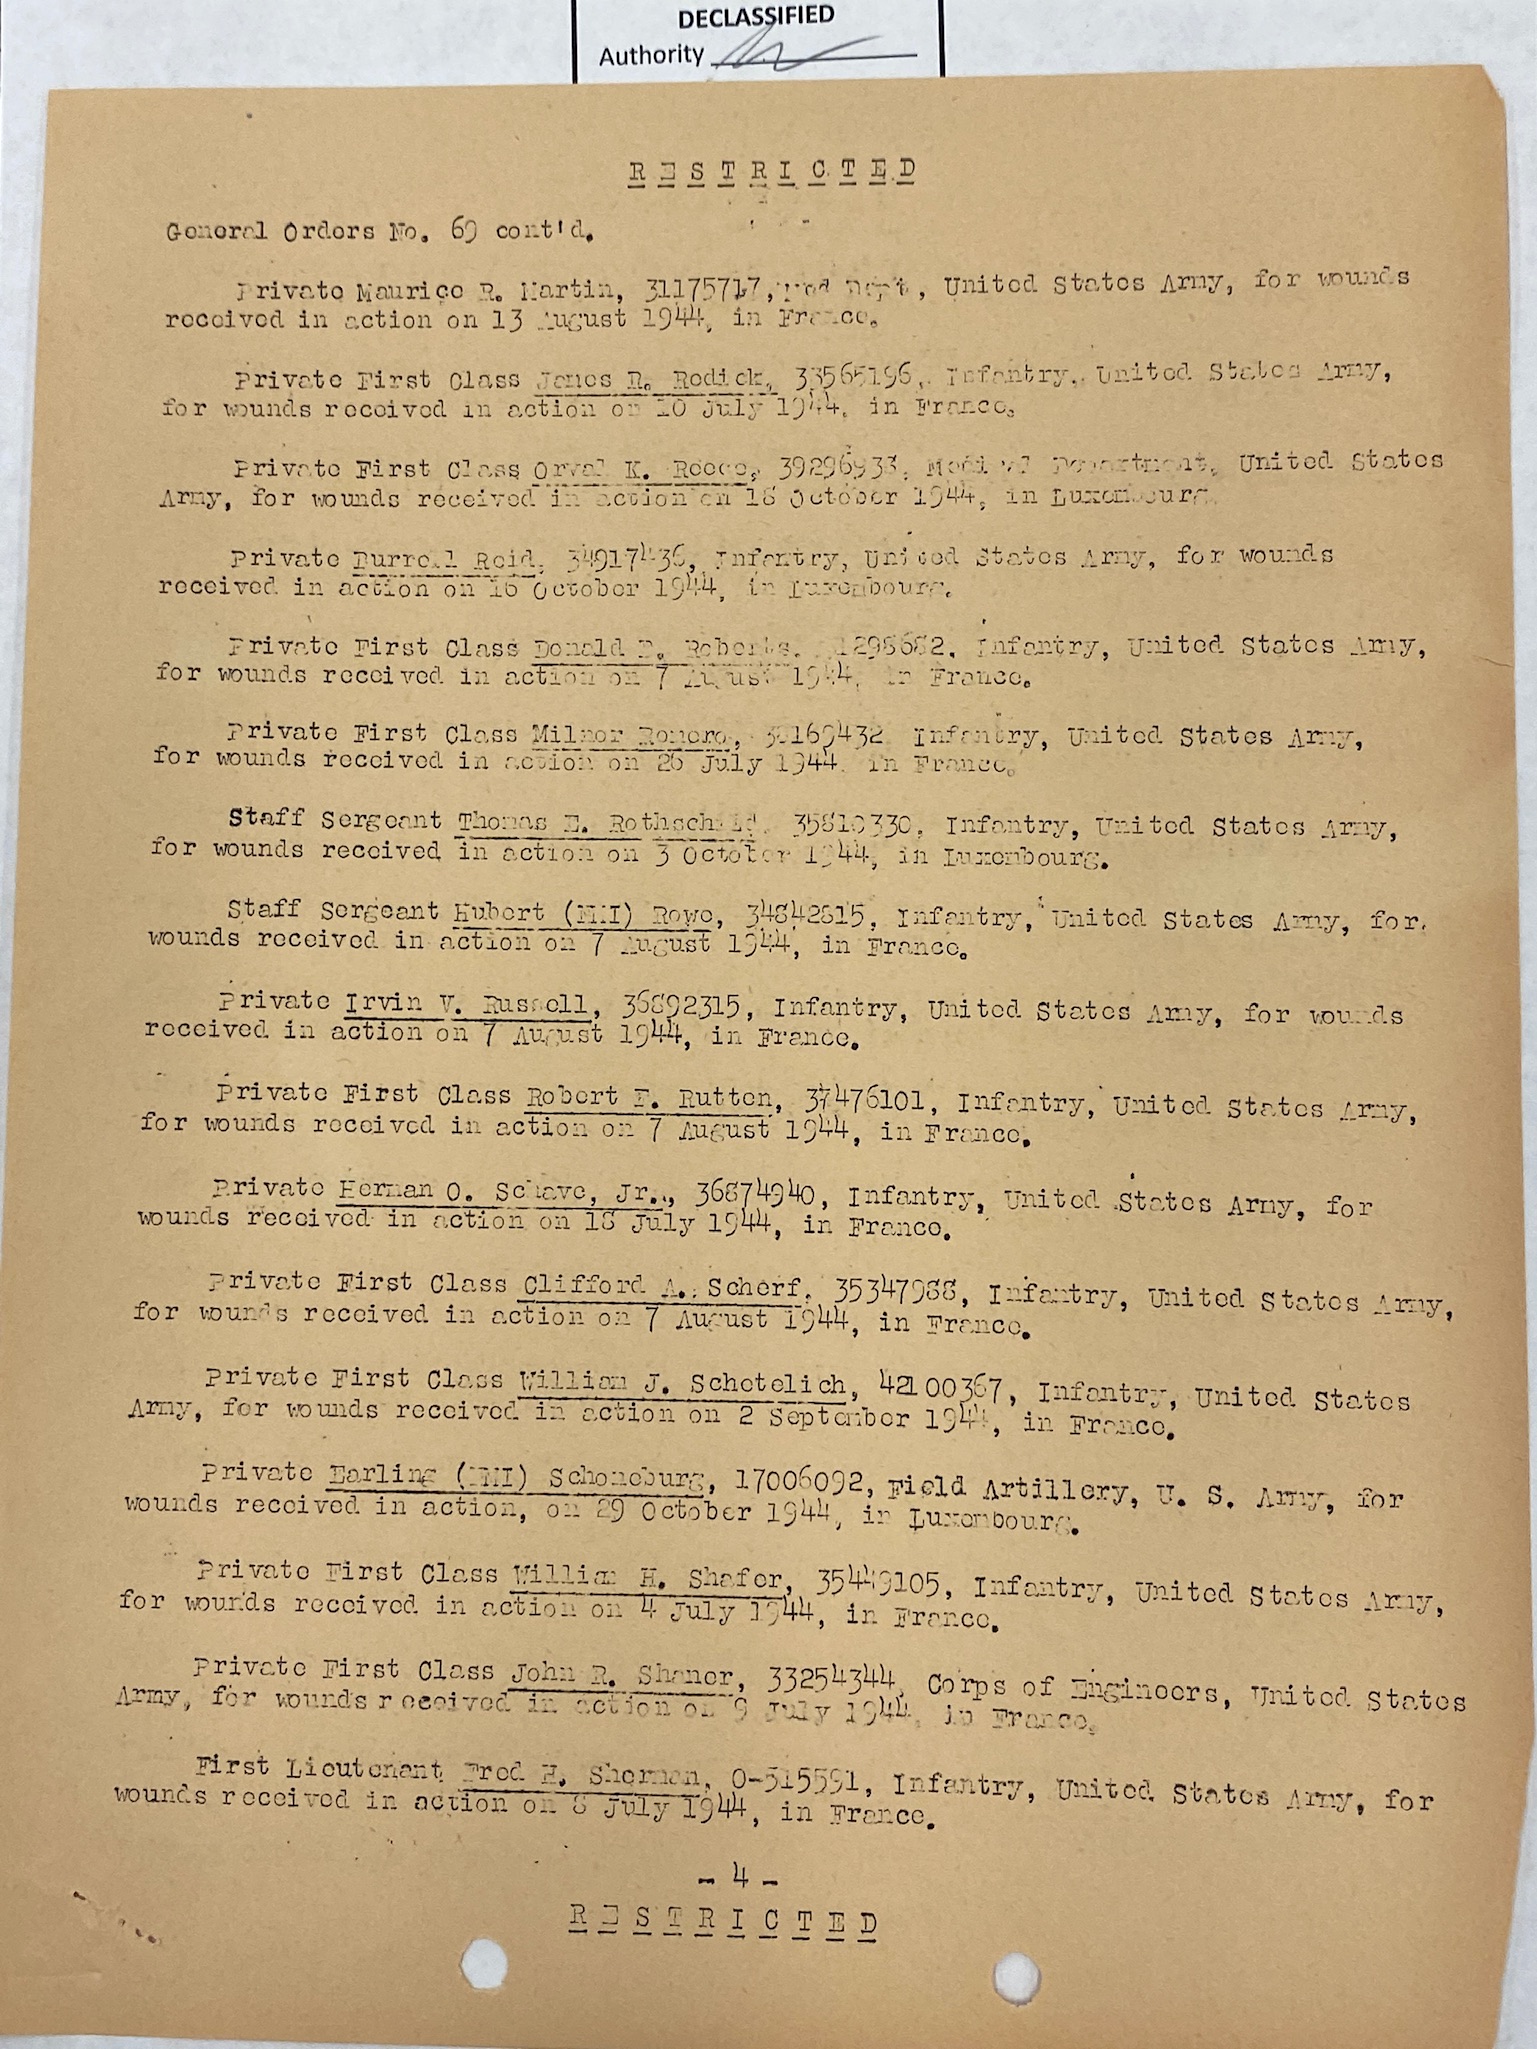 DECLASSIFIED
Authority
R E S T R I C T E D
General Orders No. 69 cont'd.
Private Maurice R. Martin, 31175717, Med Dept, United States Army, for wounds
received in action on 13 August 1944, in France.
Private First Class James R. Redick, 33565196, Infantry, United States Army,
for wounds received in action on 10 July 1944, in France.
Private First Class Orval K. Reece, 39296933, Medical Department, United States
Army, for wounds received in action on 18 October 1944, in Luxembourg.
Private Burrell Reid, 34917436, Infantry, United States Army, for wounds
received in action on 16 October 1944, in Luxembourg.
Private First Class Donald Roberts, Infantry, United States Army,
for wounds received in action on 7 August 1944, in France.
Private First Class Milnor Romero, Infantry, United States Army,
for wounds received in action on 26 July 1944, in France.
Staff Sergeant Thomas E. Rothschild, 35810330, Infantry, United States Army,
for wounds received in action on 3 October 1944, in Luxembourg.
Staff Sergeant Hubert (NMI) Rowe, 34842815, Infantry, United States Army, for
wounds received in action on 7 August 1944, in France.
Private Irvin V. Russell, 36892315, Infantry, United States Army, for wounds
received in action on 7 August 1944, in France.
Private First Class Robert F. Rutten, 37476101, Infantry, United States Army,
for wounds received in action on 7 August 1944, in France.
Private Herman O. Schave, Jr., 36874940, Infantry, United States Army, for
wounds received in action on 18 July 1944, in France.
Private First Class Clifford A. Scherf, 35347988, Infantry, United States Army,
for wounds received in action on 7 August 1944, in France.
Private First Class William J. Schetelich, 42100367, Infantry, United States
Army, for wounds received in action on 2 September 1944, in France.
Private Earling (NMI) Schoneburg, 17006092, Field Artillery, U. S. Army, for
wounds received in action, on 29 October 1944, in Luxembourg.
Private First Class William H. Shafer, 35449105, Infantry, United States Army,
for wounds received in action on 4 July 1944, in France.
Private First Class John R. Shaner, 33254344, Corps of Engineers, United States
Army, for wounds received in action on 9 July 1944, in France.
First Lieutenant Fred H. Sherman, O-515591, Infantry, United States Army, for
wounds received in action on 8 July 1944, in France.
- 4 -
R E S T R I C T E D